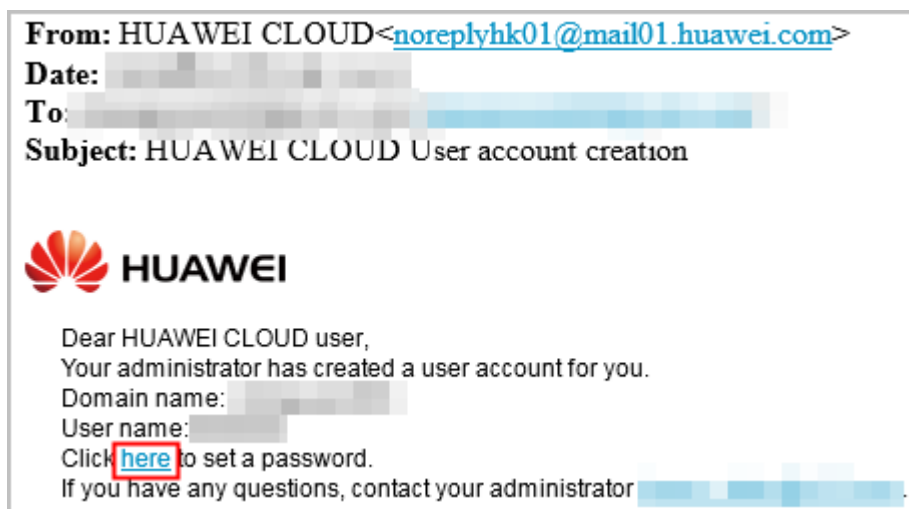 From: HUAWEI CLOUD<noreplyhk01@mail01.huawei.com>
Date:
To:
Subject: HUAWEI CLOUD User account creation
HUAWEI
Dear HUAWEI CLOUD user,
Your administrator has created a user account for you.
Domain name:
User name:
Click here to set a password.
If you have any questions, contact your administrator .